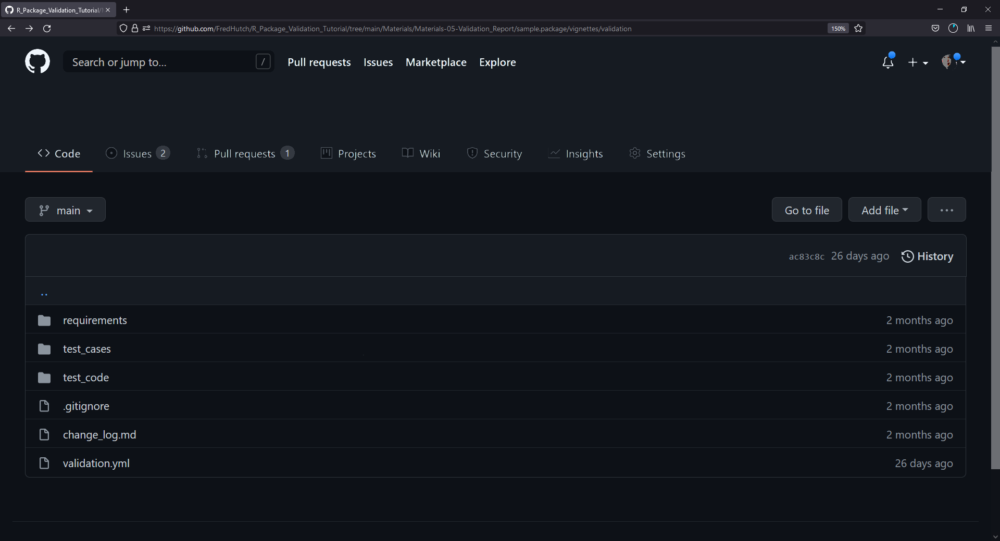 R_Package_Validation_Tutorial/
https://github.com/FredHutch/R_Package_Validation_Tutorial/tree/main/Materials/Materials-05-Validation_Report/sample.package/vignettes/validation
150%
Search or jump to... /
Pull requests Issues Marketplace Explore
Code Issues 2 Pull requests 1 Projects Wiki Security Insights Settings
main
Go to file Add file ...
ac83c8c 26 days ago History
..
requirements 2 months ago
test_cases 2 months ago
test_code 2 months ago
.gitignore 2 months ago
change_log.md 2 months ago
validation.yml 26 days ago